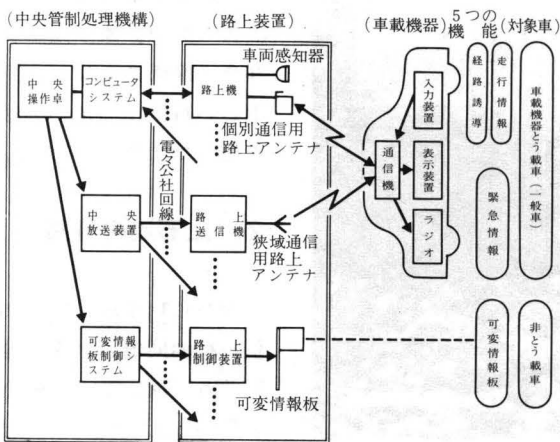 (中央管制処理機構)
(路上装置)
(車載機器)
5つの
機能
(対象車)
中央
操作卓
コンピュータ
システム
電々公社回線
中央
放送装置
可変情報
板制御シ
ステム
車両感知器
路上機
個別通信用
路上アンテナ
路上
送信機
狭域通信
用路上
アンテナ
路上
制御装置
可変情報板
入力装置
通信機
表示装置
ラジオ
経路誘導
走行情報
緊急情報
可変情報板
車載機器とう載車(一般車)
非とう載車